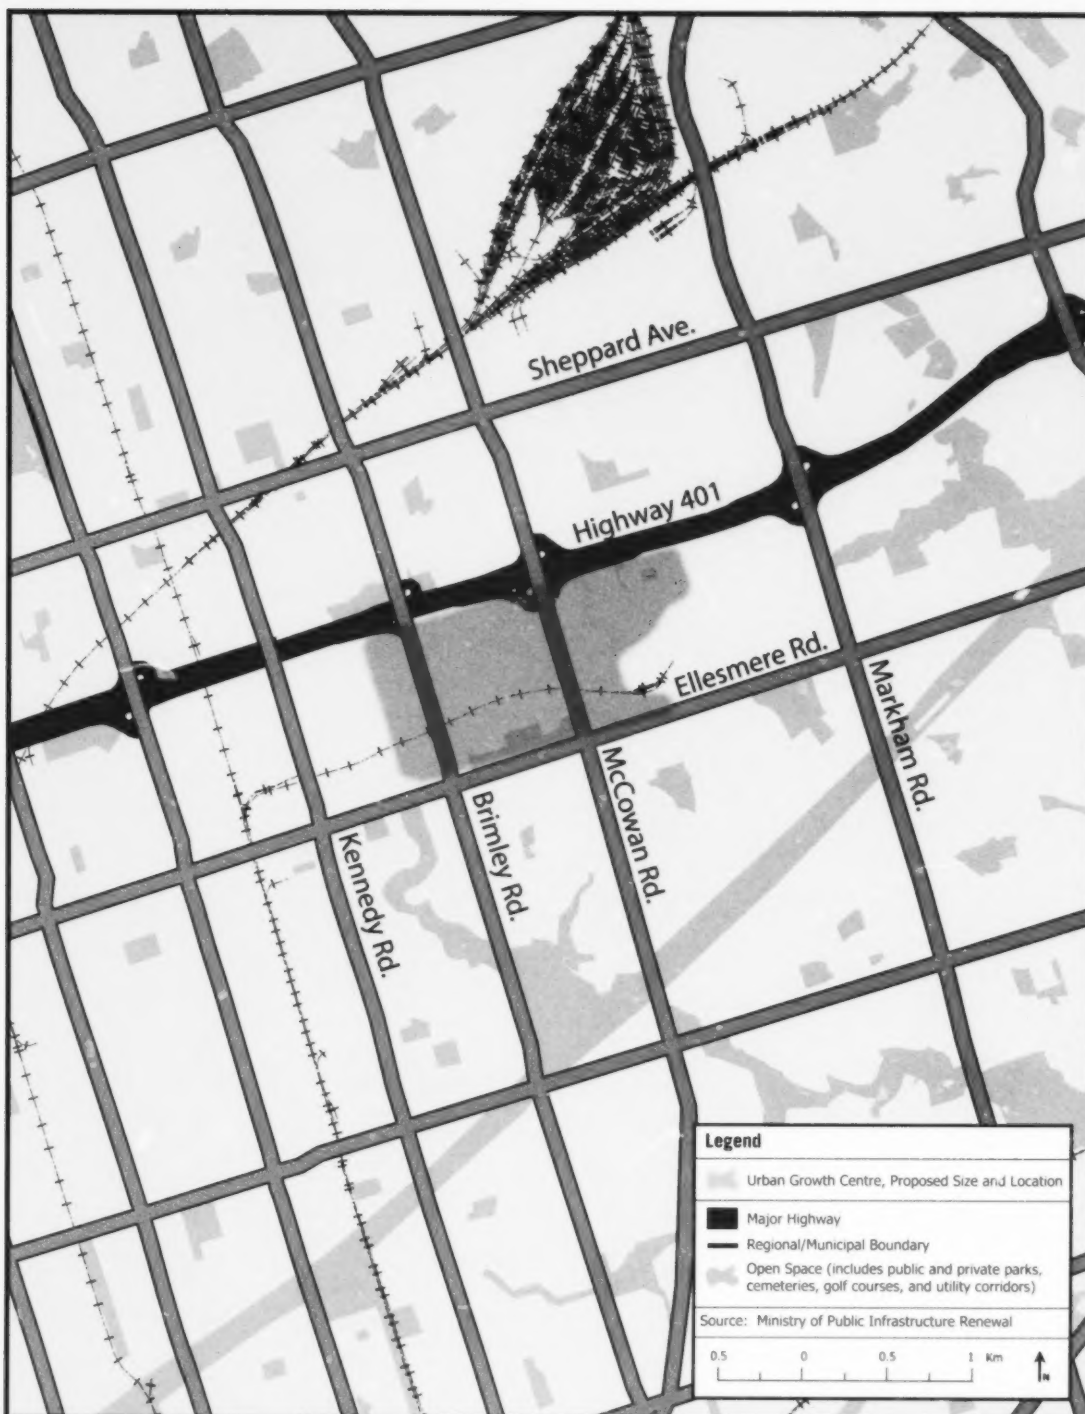 Sheppard Ave.
Highway 401
Ellesmere Rd.
Markham Rd.
McCowan Rd.
Brimley Rd.
Kennedy Rd.
Legend
Urban Growth Centre, Proposed Size and Location
Major Highway
Regional/Municipal Boundary
Open Space (includes public and private parks,
cemeteries, golf courses, and utility corridors)
Source: Ministry of Public Infrastructure Renewal
0.5 0 0.5 1 Km
N